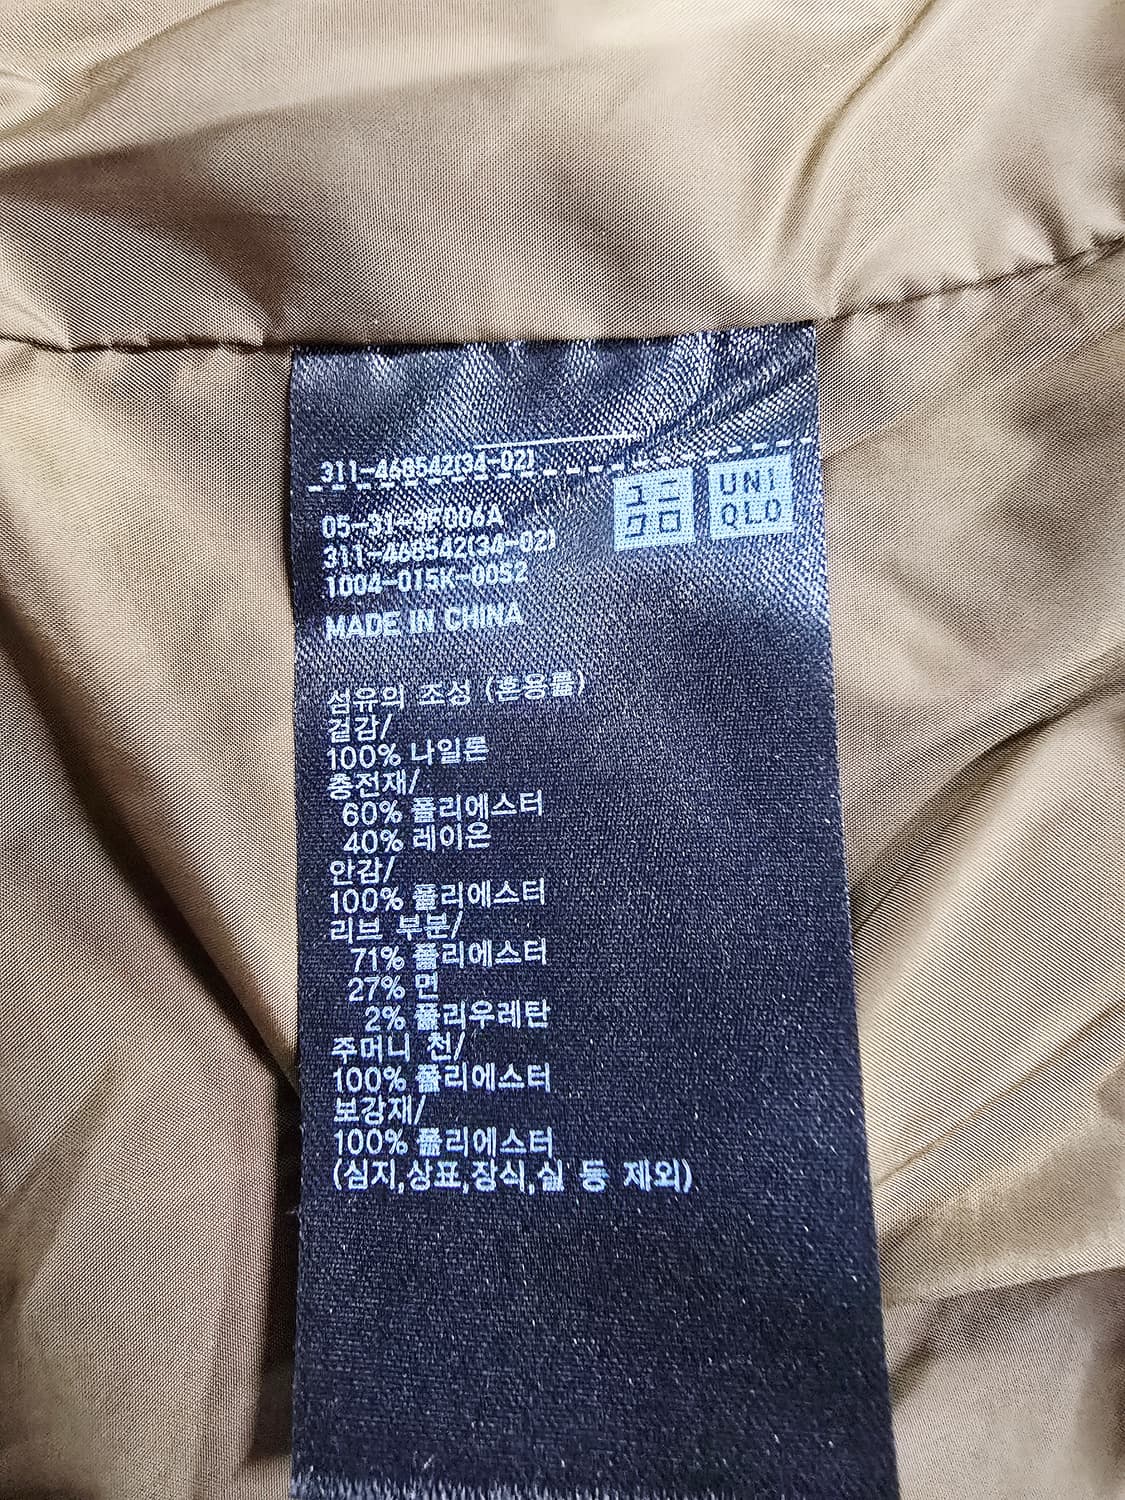 311-468542(34-02)
ユニ
クロ
UNI
QLO
05-31-3F006A
311-468542(34-02)
1004-015K-00S2
MADE IN CHINA
섬유의 조성 (혼용률)
겉감/
100% 나일론
충전재/
60% 폴리에스터
40% 레이온
안감/
100% 폴리에스터
리브 부분/
71% 폴리에스터
27% 면
2% 폴리우레탄
주머니 천/
100% 폴리에스터
보강재/
100% 폴리에스터
(심지,상표,장식,실 등 제외)